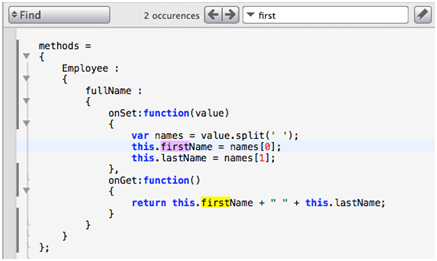 Find 2 occurences first
methods =
{
Employee :
{
fullName :
{
onSet:function(value)
{
var names = value.split(' ');
this.firstName = names[0];
this.lastName = names[1];
},
onGet:function()
{
return this.firstName + " " + this.lastName;
}
}
}
};